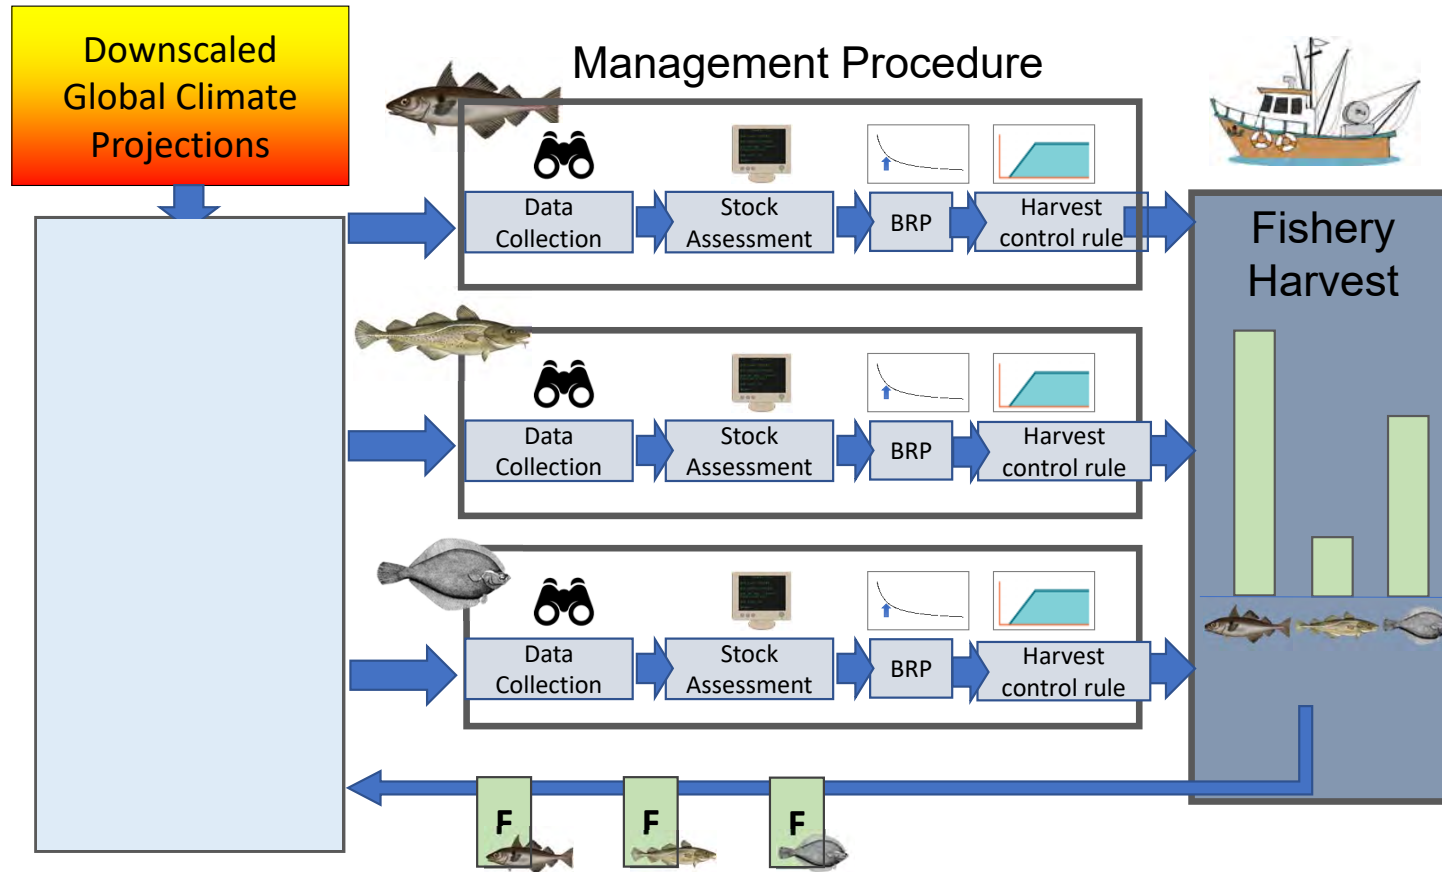 Downscaled
Global Climate
Projections
Management Procedure
Data
Collection
Stock
Assessment
BRP
Harvest
control rule
Fishery
Harvest
Data
Collection
Stock
Assessment
BRP
Harvest
control rule
Data
Collection
Stock
Assessment
BRP
Harvest
control rule
F
F
F